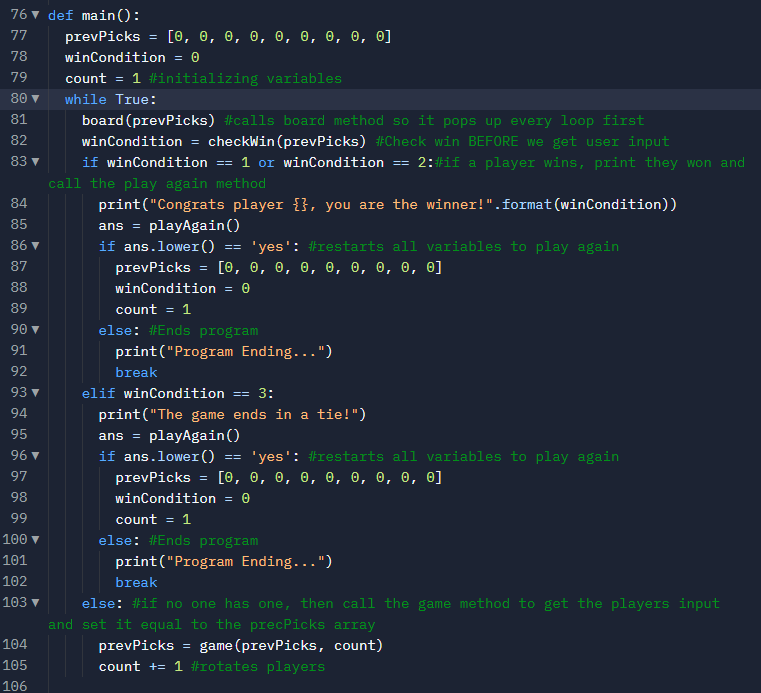 76 ▼ def main():
77 prevPicks = [0, 0, 0, 0, 0, 0, 0, 0, 0]
78 winCondition = 0
79 count = 1 #initializing variables
80 ▼ while True:
81 board(prevPicks) #calls board method so it pops up every loop first
82 winCondition = checkWin(prevPicks) #Check win BEFORE we get user input
83 ▼ if winCondition == 1 or winCondition == 2:#if a player wins, print they won and
call the play again method
84 print("Congrats player {}, you are the winner!".format(winCondition))
85 ans = playAgain()
86 ▼ if ans.lower() == 'yes': #restarts all variables to play again
87 prevPicks = [0, 0, 0, 0, 0, 0, 0, 0, 0]
88 winCondition = 0
89 count = 1
90 ▼ else: #Ends program
91 print("Program Ending...")
92 break
93 ▼ elif winCondition == 3:
94 print("The game ends in a tie!")
95 ans = playAgain()
96 ▼ if ans.lower() == 'yes': #restarts all variables to play again
97 prevPicks = [0, 0, 0, 0, 0, 0, 0, 0, 0]
98 winCondition = 0
99 count = 1
100 ▼ else: #Ends program
101 print("Program Ending...")
102 break
103 ▼ else: #if no one has one, then call the game method to get the players input
and set it equal to the precPicks array
104 prevPicks = game(prevPicks, count)
105 count += 1 #rotates players
106